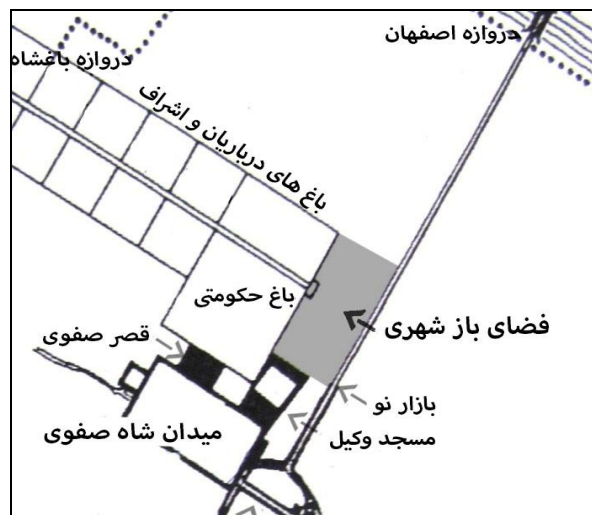 دروازه اصفهان
دروازه باغشاه
باغ های درباریان و اشراف
باغ حکومتی
فضای باز شهری
قصر صفوی
بازار نو
مسجد وکیل
میدان شاه صفوی